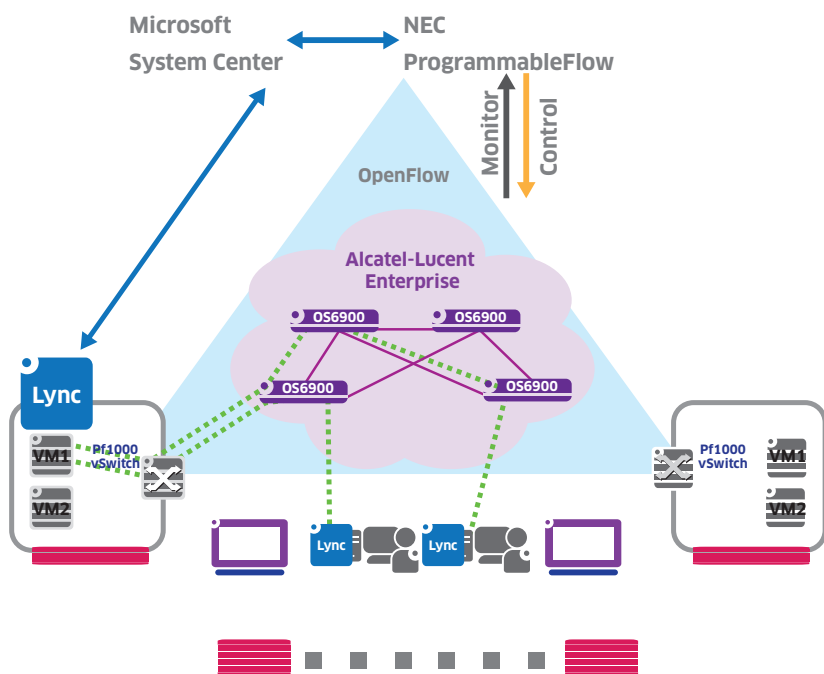 Microsoft
System Center
NEC
ProgrammableFlow
Monitor
Control
OpenFlow
Alcatel-Lucent
Enterprise
OS6900
OS6900
OS6900
OS6900
Lync
VM1
Pf1000
vSwitch
VM2
Pf1000
vSwitch
VM1
VM2
Lync
Lync